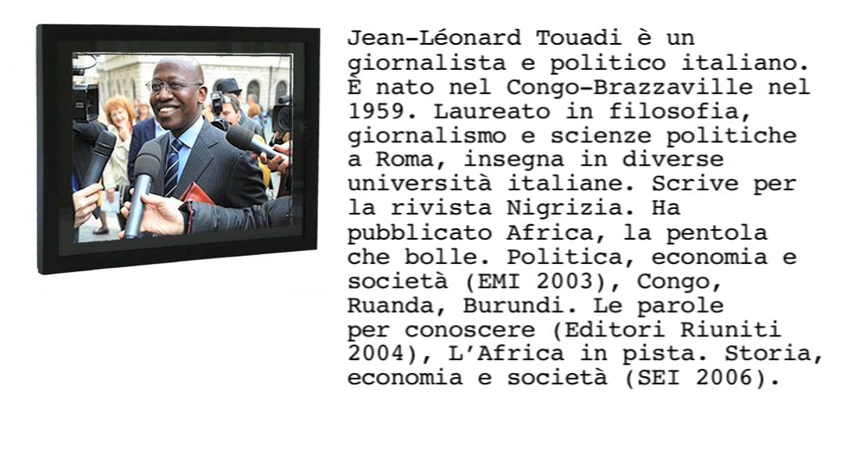 Jean-Léonard Touadi è un
giornalista e politico italiano.
È nato nel Congo-Brazzaville nel
1959. Laureato in filosofia,
giornalismo e scienze politiche
a Roma, insegna in diverse
università italiane. Scrive per
la rivista Nigrizia. Ha
pubblicato Africa, la pentola
che bolle. Politica, economia e
società (EMI 2003), Congo,
Ruanda, Burundi. Le parole
per conoscere (Editori Riuniti
2004), L’Africa in pista. Storia,
economia e società (SEI 2006).